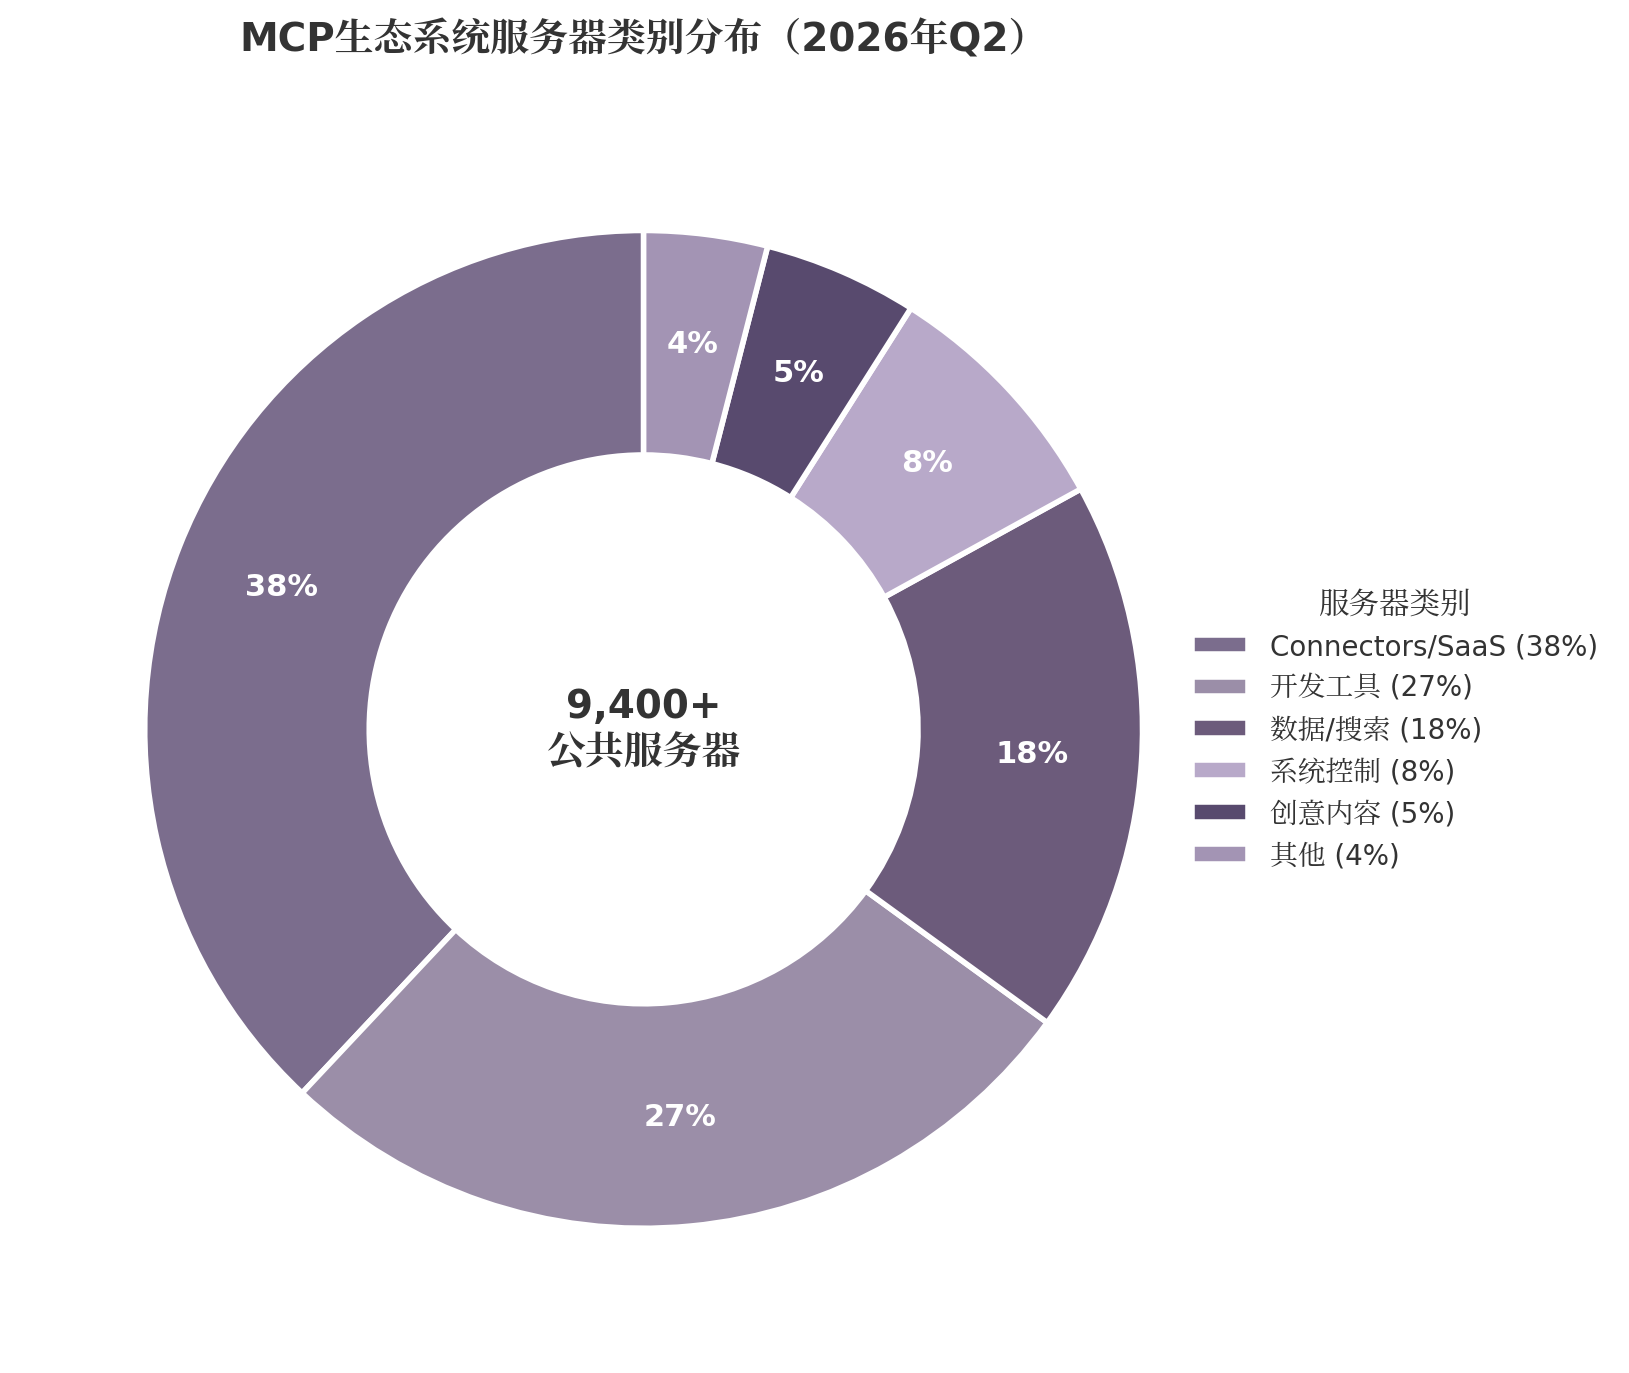 MCP生态系统服务器类别分布（2026年Q2）
4%
5%
8%
38%
18%
27%
9,400+
公共服务器
服务器类别
Connectors/SaaS (38%)
开发工具 (27%)
数据/搜索 (18%)
系统控制 (8%)
创意内容 (5%)
其他 (4%)